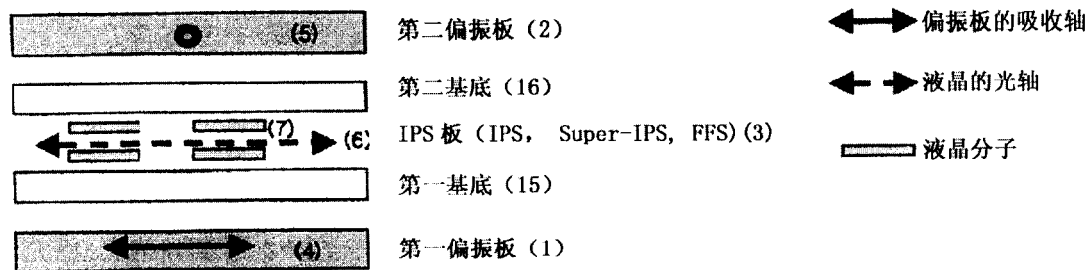 (5)
第二偏振板（2）
偏振板的吸收轴
第二基底（16）
液晶的光轴
(7)
(6)
IPS 板（IPS， Super-IPS, FFS)(3)
液晶分子
第一基底（15）
(4)
第一偏振板（1）